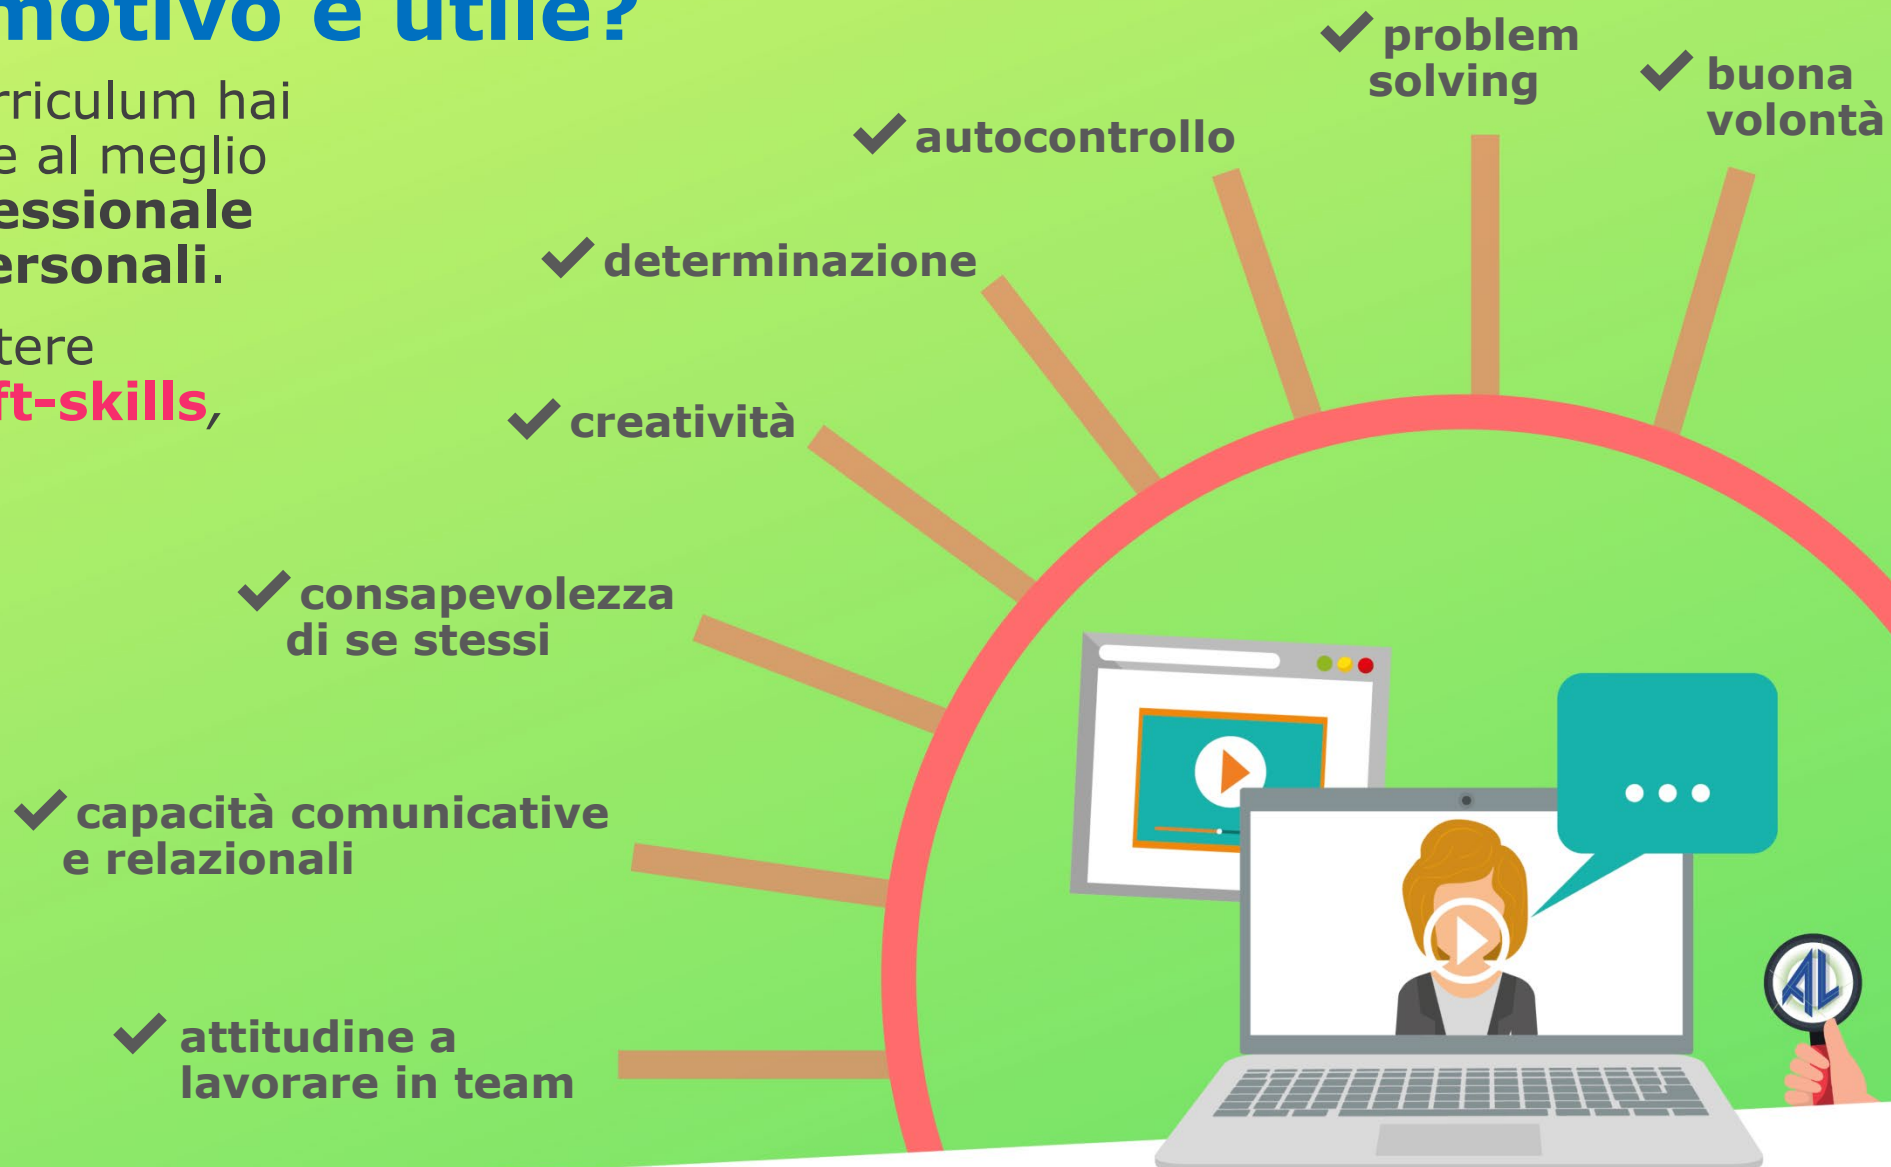 motivo è utile?
rriculum hai
e al meglio
essionale
ersonali.
tere
ft-skills,
✔ problem
solving
✔ buona
volontà
✔ autocontrollo
✔ determinazione
✔ creatività
✔ consapevolezza
di se stessi
✔ capacità comunicative
e relazionali
✔ attitudine a
lavorare in team
AL